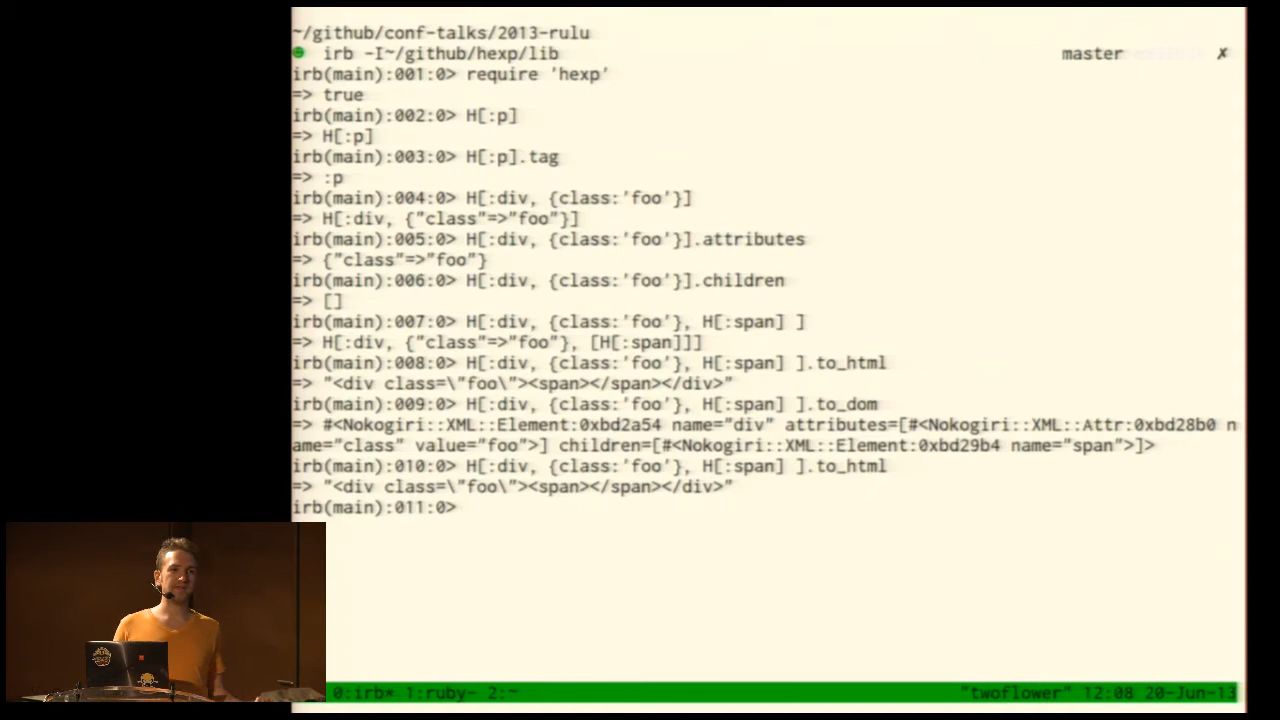 ~/github/conf-talks/2013-rulu
irb -I~/github/hexp/lib master ✗
irb(main):001:0> require 'hexp'
=> true
irb(main):002:0> H[:p]
=> H[:p]
irb(main):003:0> H[:p].tag
=> :p
irb(main):004:0> H[:div, {class:'foo'}]
=> H[:div, {"class"=>"foo"}]
irb(main):005:0> H[:div, {class:'foo'}].attributes
=> {"class"=>"foo"}
irb(main):006:0> H[:div, {class:'foo'}].children
=> []
irb(main):007:0> H[:div, {class:'foo'}, H[:span] ]
=> H[:div, {"class"=>"foo"}, [H[:span]]]
irb(main):008:0> H[:div, {class:'foo'}, H[:span] ].to_html
=> "<div class=\"foo\"><span></span></div>"
irb(main):009:0> H[:div, {class:'foo'}, H[:span] ].to_dom
=> #<Nokogiri::XML::Element:0xbd2a54 name="div" attributes=[#<Nokogiri::XML::Attr:0xbd28b0 n
ame="class" value="foo">] children=[#<Nokogiri::XML::Element:0xbd29b4 name="span">]>
irb(main):010:0> H[:div, {class:'foo'}, H[:span] ].to_html
=> "<div class=\"foo\"><span></span></div>"
irb(main):011:0>
0:irb* 1:ruby- 2:~ "twoflower" 12:08 20-Jun-13